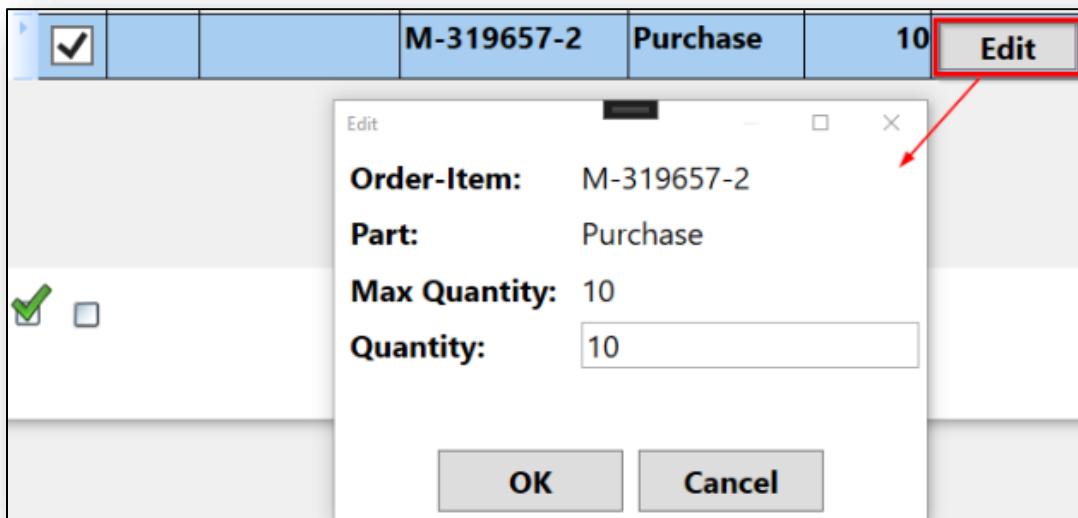 M-319657-2 Purchase 10 Edit
Edit
Order-Item: M-319657-2
Part: Purchase
Max Quantity: 10
Quantity: 10
OK Cancel